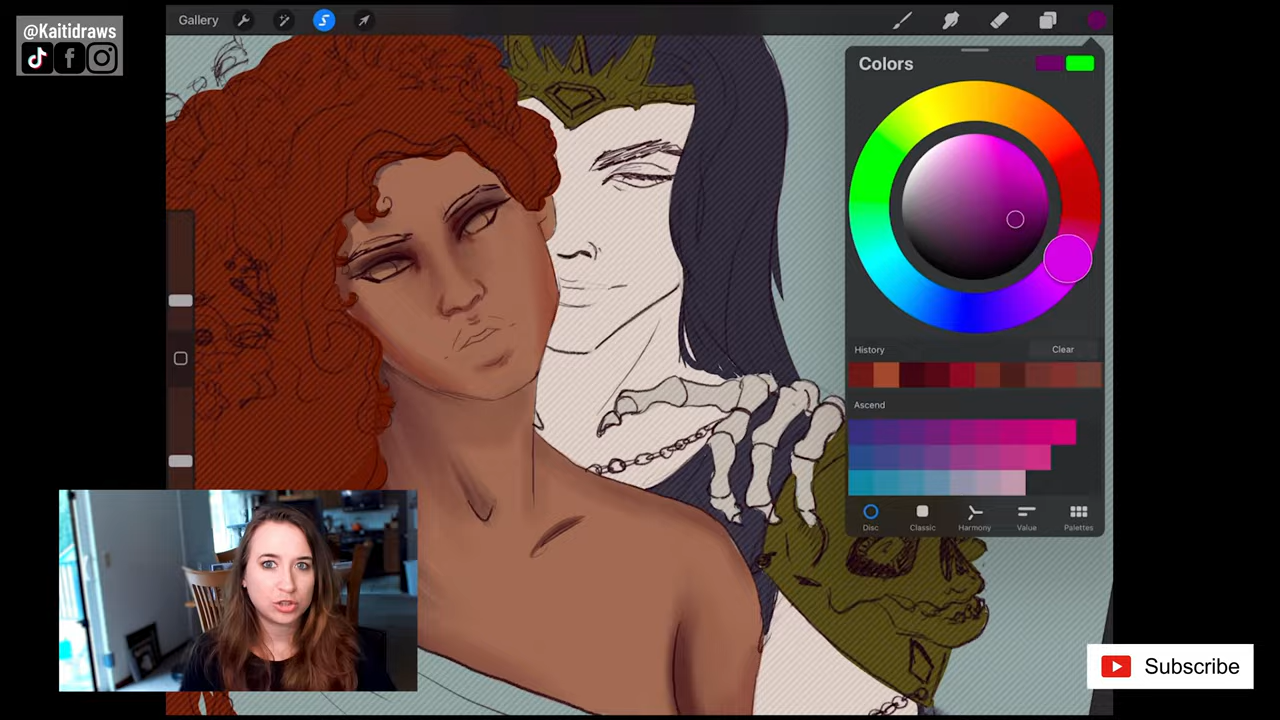 @Kaitidraws
Gallery
Colors
History
Clear
Ascend
Disc
Classic
Harmony
Value
Palettes
Subscribe